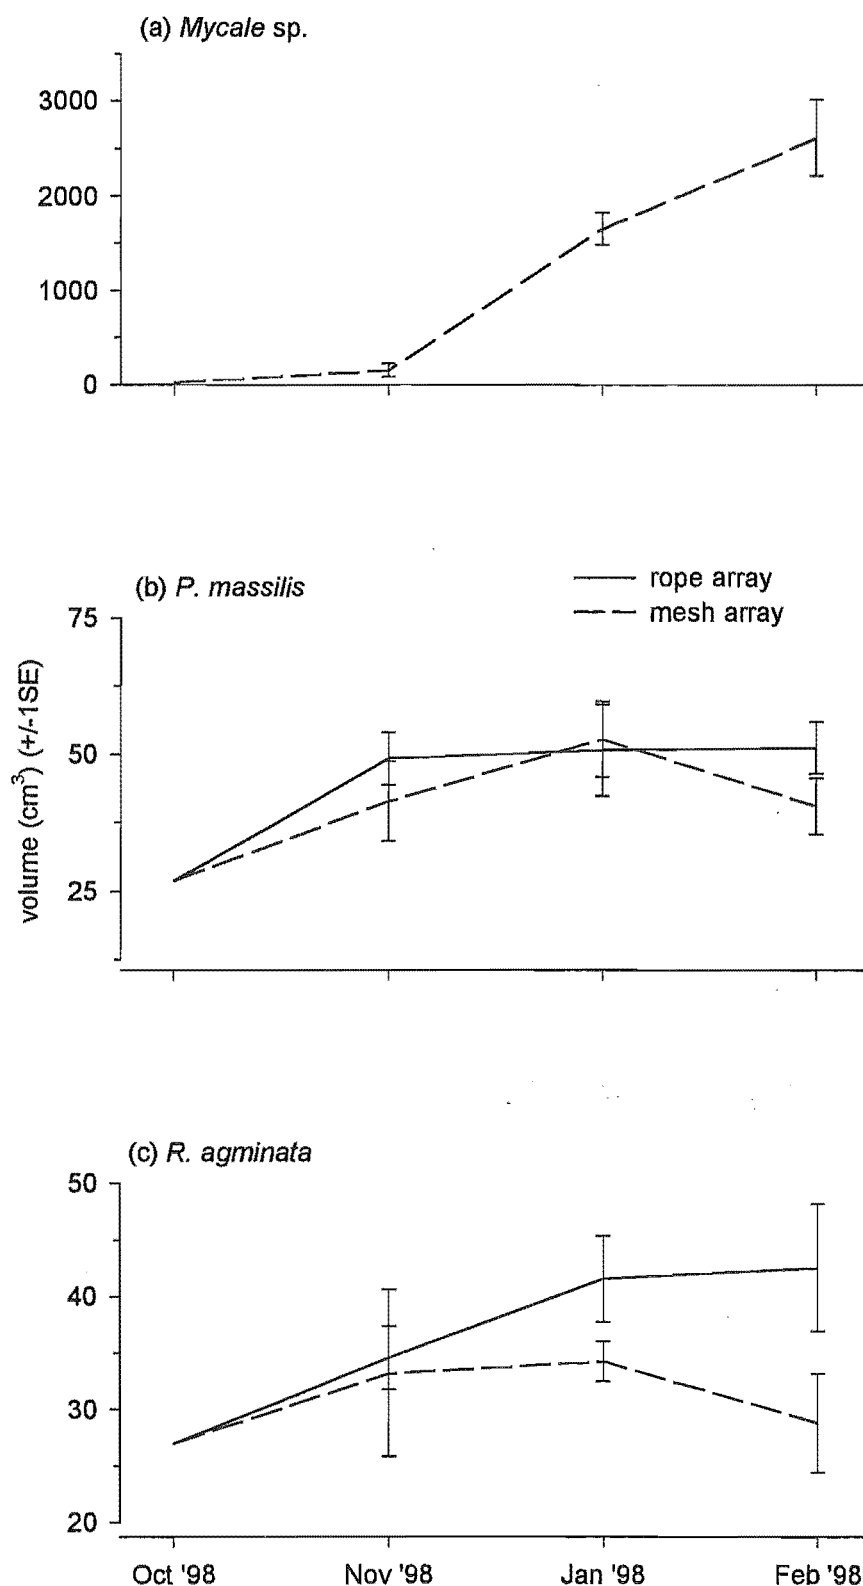 (a) Mycale sp.
3000
2000
1000
0
(b) P. massilis
rope array
mesh array
75
50
25
volume (cm³) (+/-1SE)
(c) R. agminata
50
40
30
20
Oct '98 Nov '98 Jan '98 Feb '98